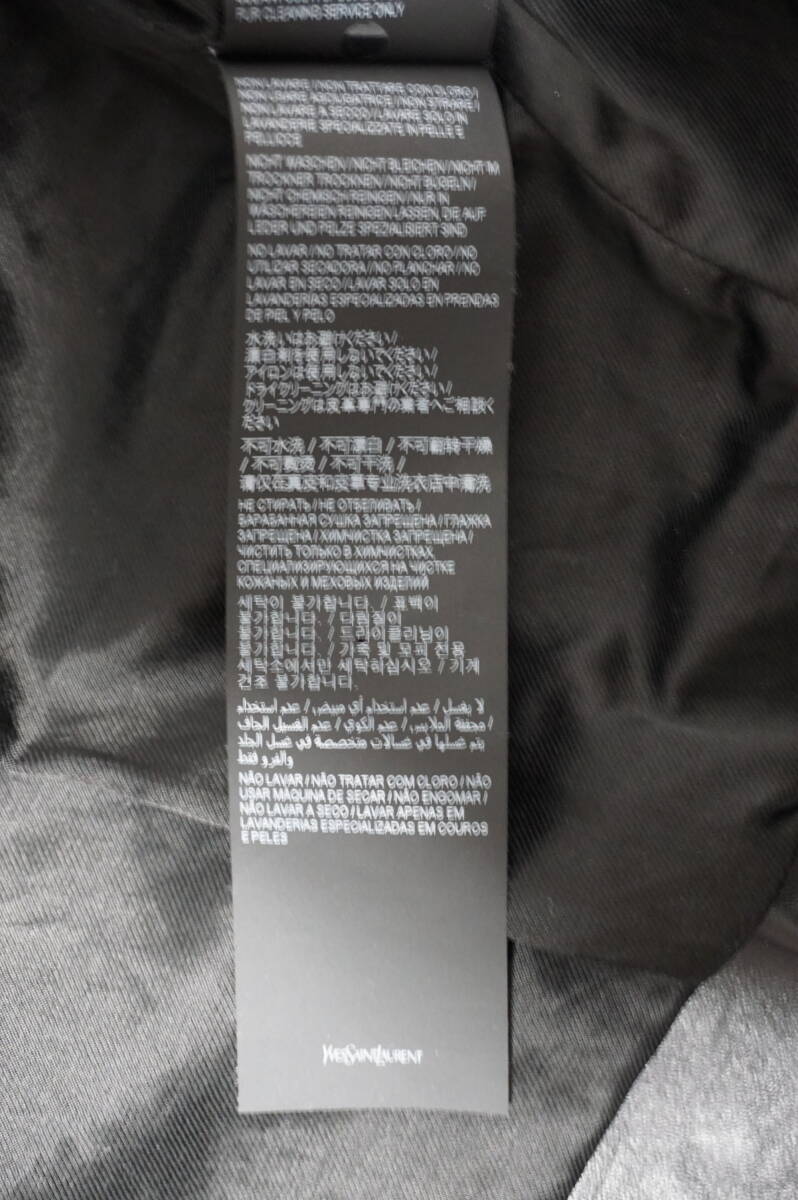 FOR CLEANING SERVICE ONLY
NON LAVARE / NON TRATTARE CON CLORO /
NON LAVARE A SECCO / LAVARE SOLO IN
LAVANDERIE SPECIALIZZATE IN PELLE E
PELLICCE
NICHT WASCHEN / NICHT BLEICHEN / NICHT IM
TROCKNER TROCKNEN / NICHT BÜGELN /
NICHT CHEMISCH REINIGEN / NUR IN
WÄSCHEREIEN REINIGEN LASSEN, DIE AUF
LEDER UND PELZE SPEZIALISIERT SIND
NO LAVAR / NO TRATAR CON CLORO / NO
UTILIZAR SECADORA / NO PLANCHAR / NO
LAVAR EN SECO / LAVAR SOLO EN
LAVANDERIAS ESPECIALIZADAS EN PRENDAS
DE PIEL Y PELO
水洗いはお避けください /
漂白剤を使用しないでください /
アイロンは使用しないでください /
ドライクリーニングはお避けください /
クリーニングは皮革専門の業者へご相談く
ださい
不可水洗 / 不可漂白 / 不可翻转干燥
/ 不可熨烫 / 不可干洗 /
请仅在真皮和皮草专业洗衣店中清洗
НЕ СТИРАТЬ / НЕ ОТБЕЛИВАТЬ /
БАРАБАННАЯ СУШКА ЗАПРЕЩЕНА / ГЛАЖКА
ЗАПРЕЩЕНА / ХИМЧИСТКА ЗАПРЕЩЕНА /
ЧИСТИТЬ ТОЛЬКО В ХИМЧИСТКАХ,
СПЕЦИАЛИЗИРУЮЩИХСЯ НА ЧИСТКЕ
КОЖАНЫХ И МЕХОВЫХ ИЗДЕЛИЙ
세탁이 불가합니다. / 표백이
불가합니다. / 다림질이
불가합니다. / 드라이클리닝이
불가합니다. / 가죽 및 모피 전용
세탁소에서만 세탁하십시오 / 기계
건조 불가합니다.
لا يغسل / عدم استخدام أي مبيض / عدم استخدام
مجففة الملابس / عدم الكوي / عدم الغسيل الجاف /
يتم غسلها في غسالات متخصصة في غسل الجلد
والفرو فقط
NÃO LAVAR / NÃO TRATAR COM CLORO / NÃO
USAR MÁQUINA DE SECAR / NÃO ENGOMAR /
NÃO LAVAR A SECO / LAVAR APENAS EM
LAVANDERIAS ESPECIALIZADAS EM COUROS
E PELES
YVES SAINT LAURENT